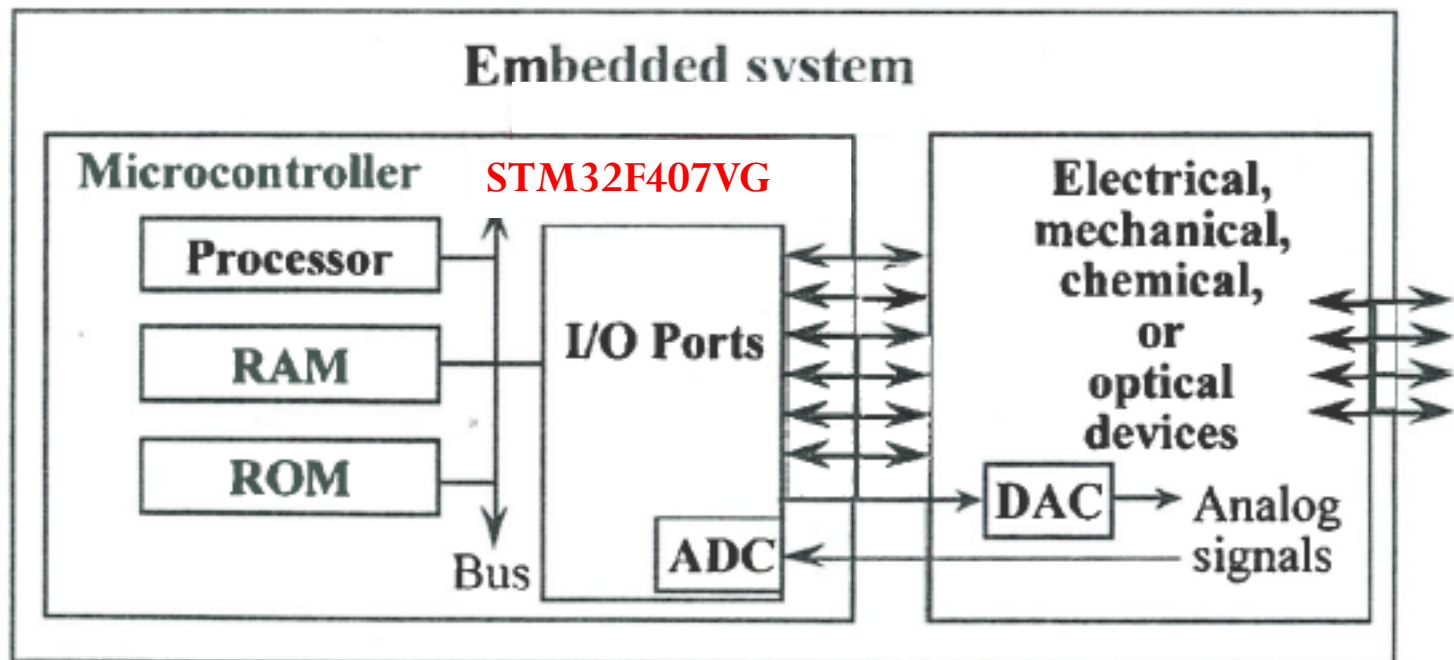 Embedded system
Microcontroller STM32F407VG
Processor
RAM
ROM
Bus
I/O Ports
ADC
Electrical,
mechanical,
chemical,
or
optical
devices
DAC
Analog
signals